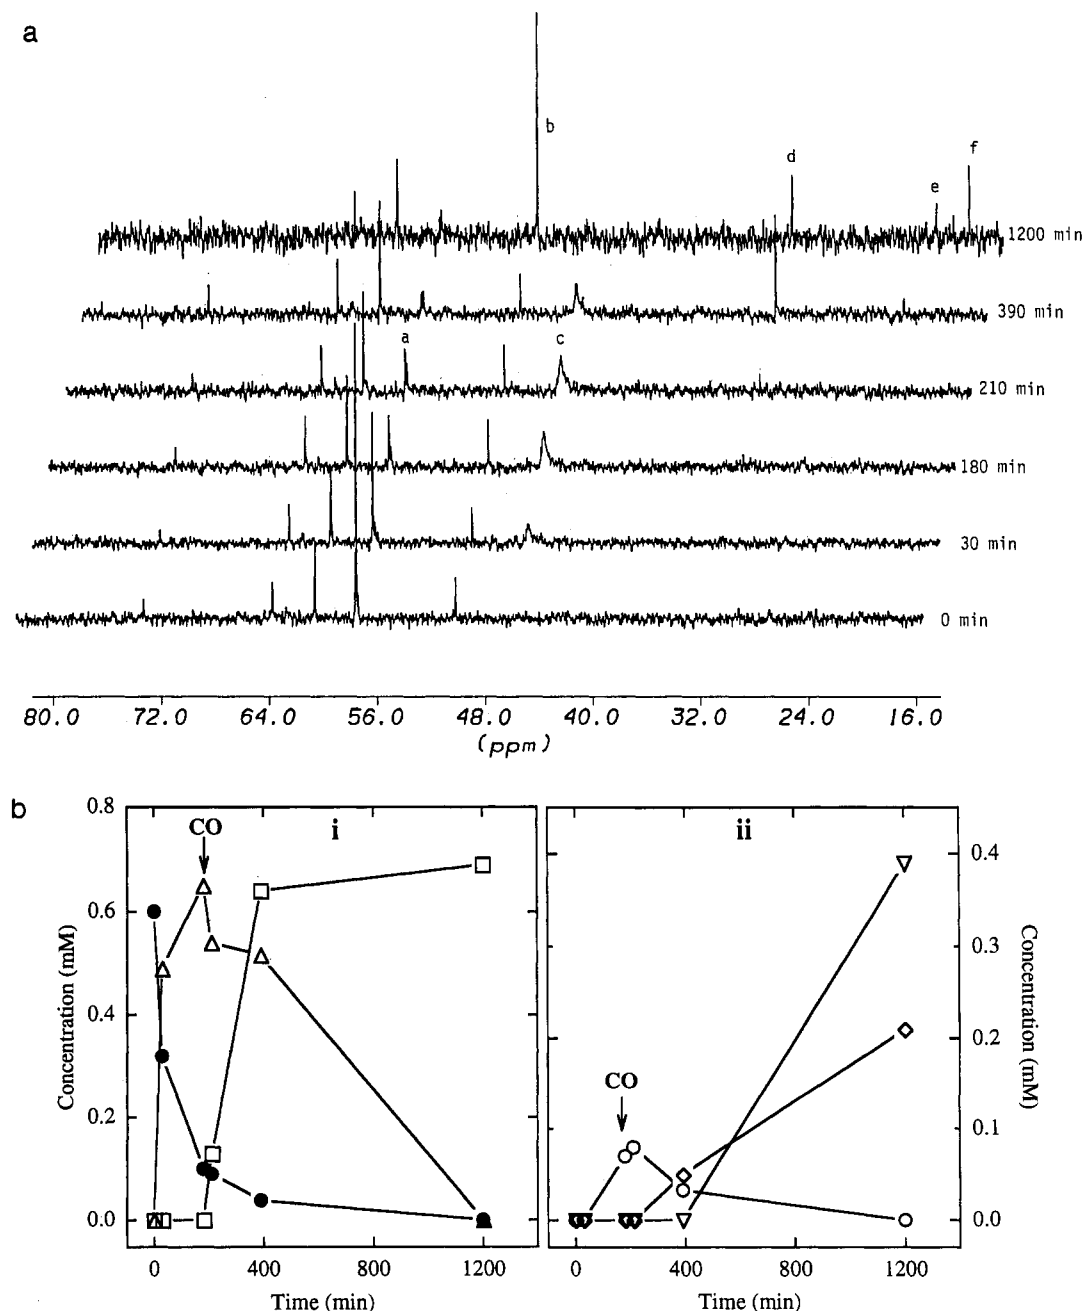 a
b
d
f
e
1200 min
390 min
a
c
210 min
180 min
30 min
0 min
80.0 72.0 64.0 56.0 48.0 40.0 32.0 24.0 16.0
(ppm)
b
0.8
0.6
0.4
0.2
0.0
Concentration (mM)
CO
i
0 400 800 1200
Time (min)
ii
CO
0.4
0.3
0.2
0.1
0.0
Concentration (mM)
0 400 800 1200
Time (min)